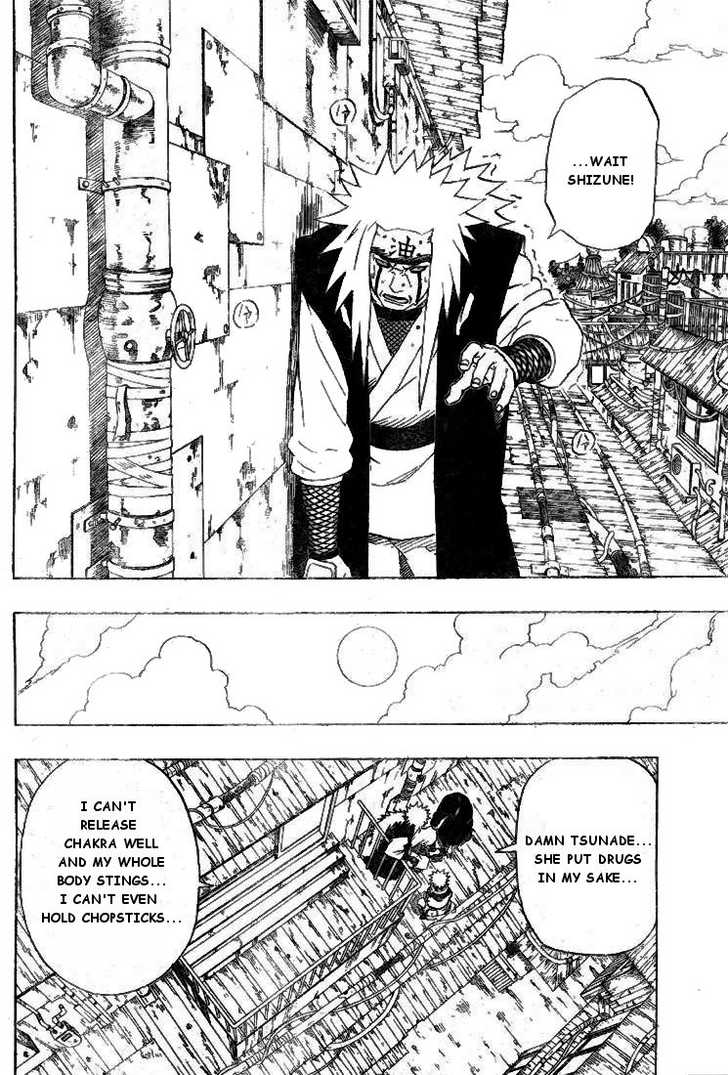 ...WAIT
SHIZUNE!
油
DAMN TSUNADE...
SHE PUT DRUGS
IN MY SAKE...
I CAN'T
RELEASE
CHAKRA WELL
AND MY WHOLE
BODY STINGS...
I CAN'T EVEN
HOLD CHOPSTICKS...